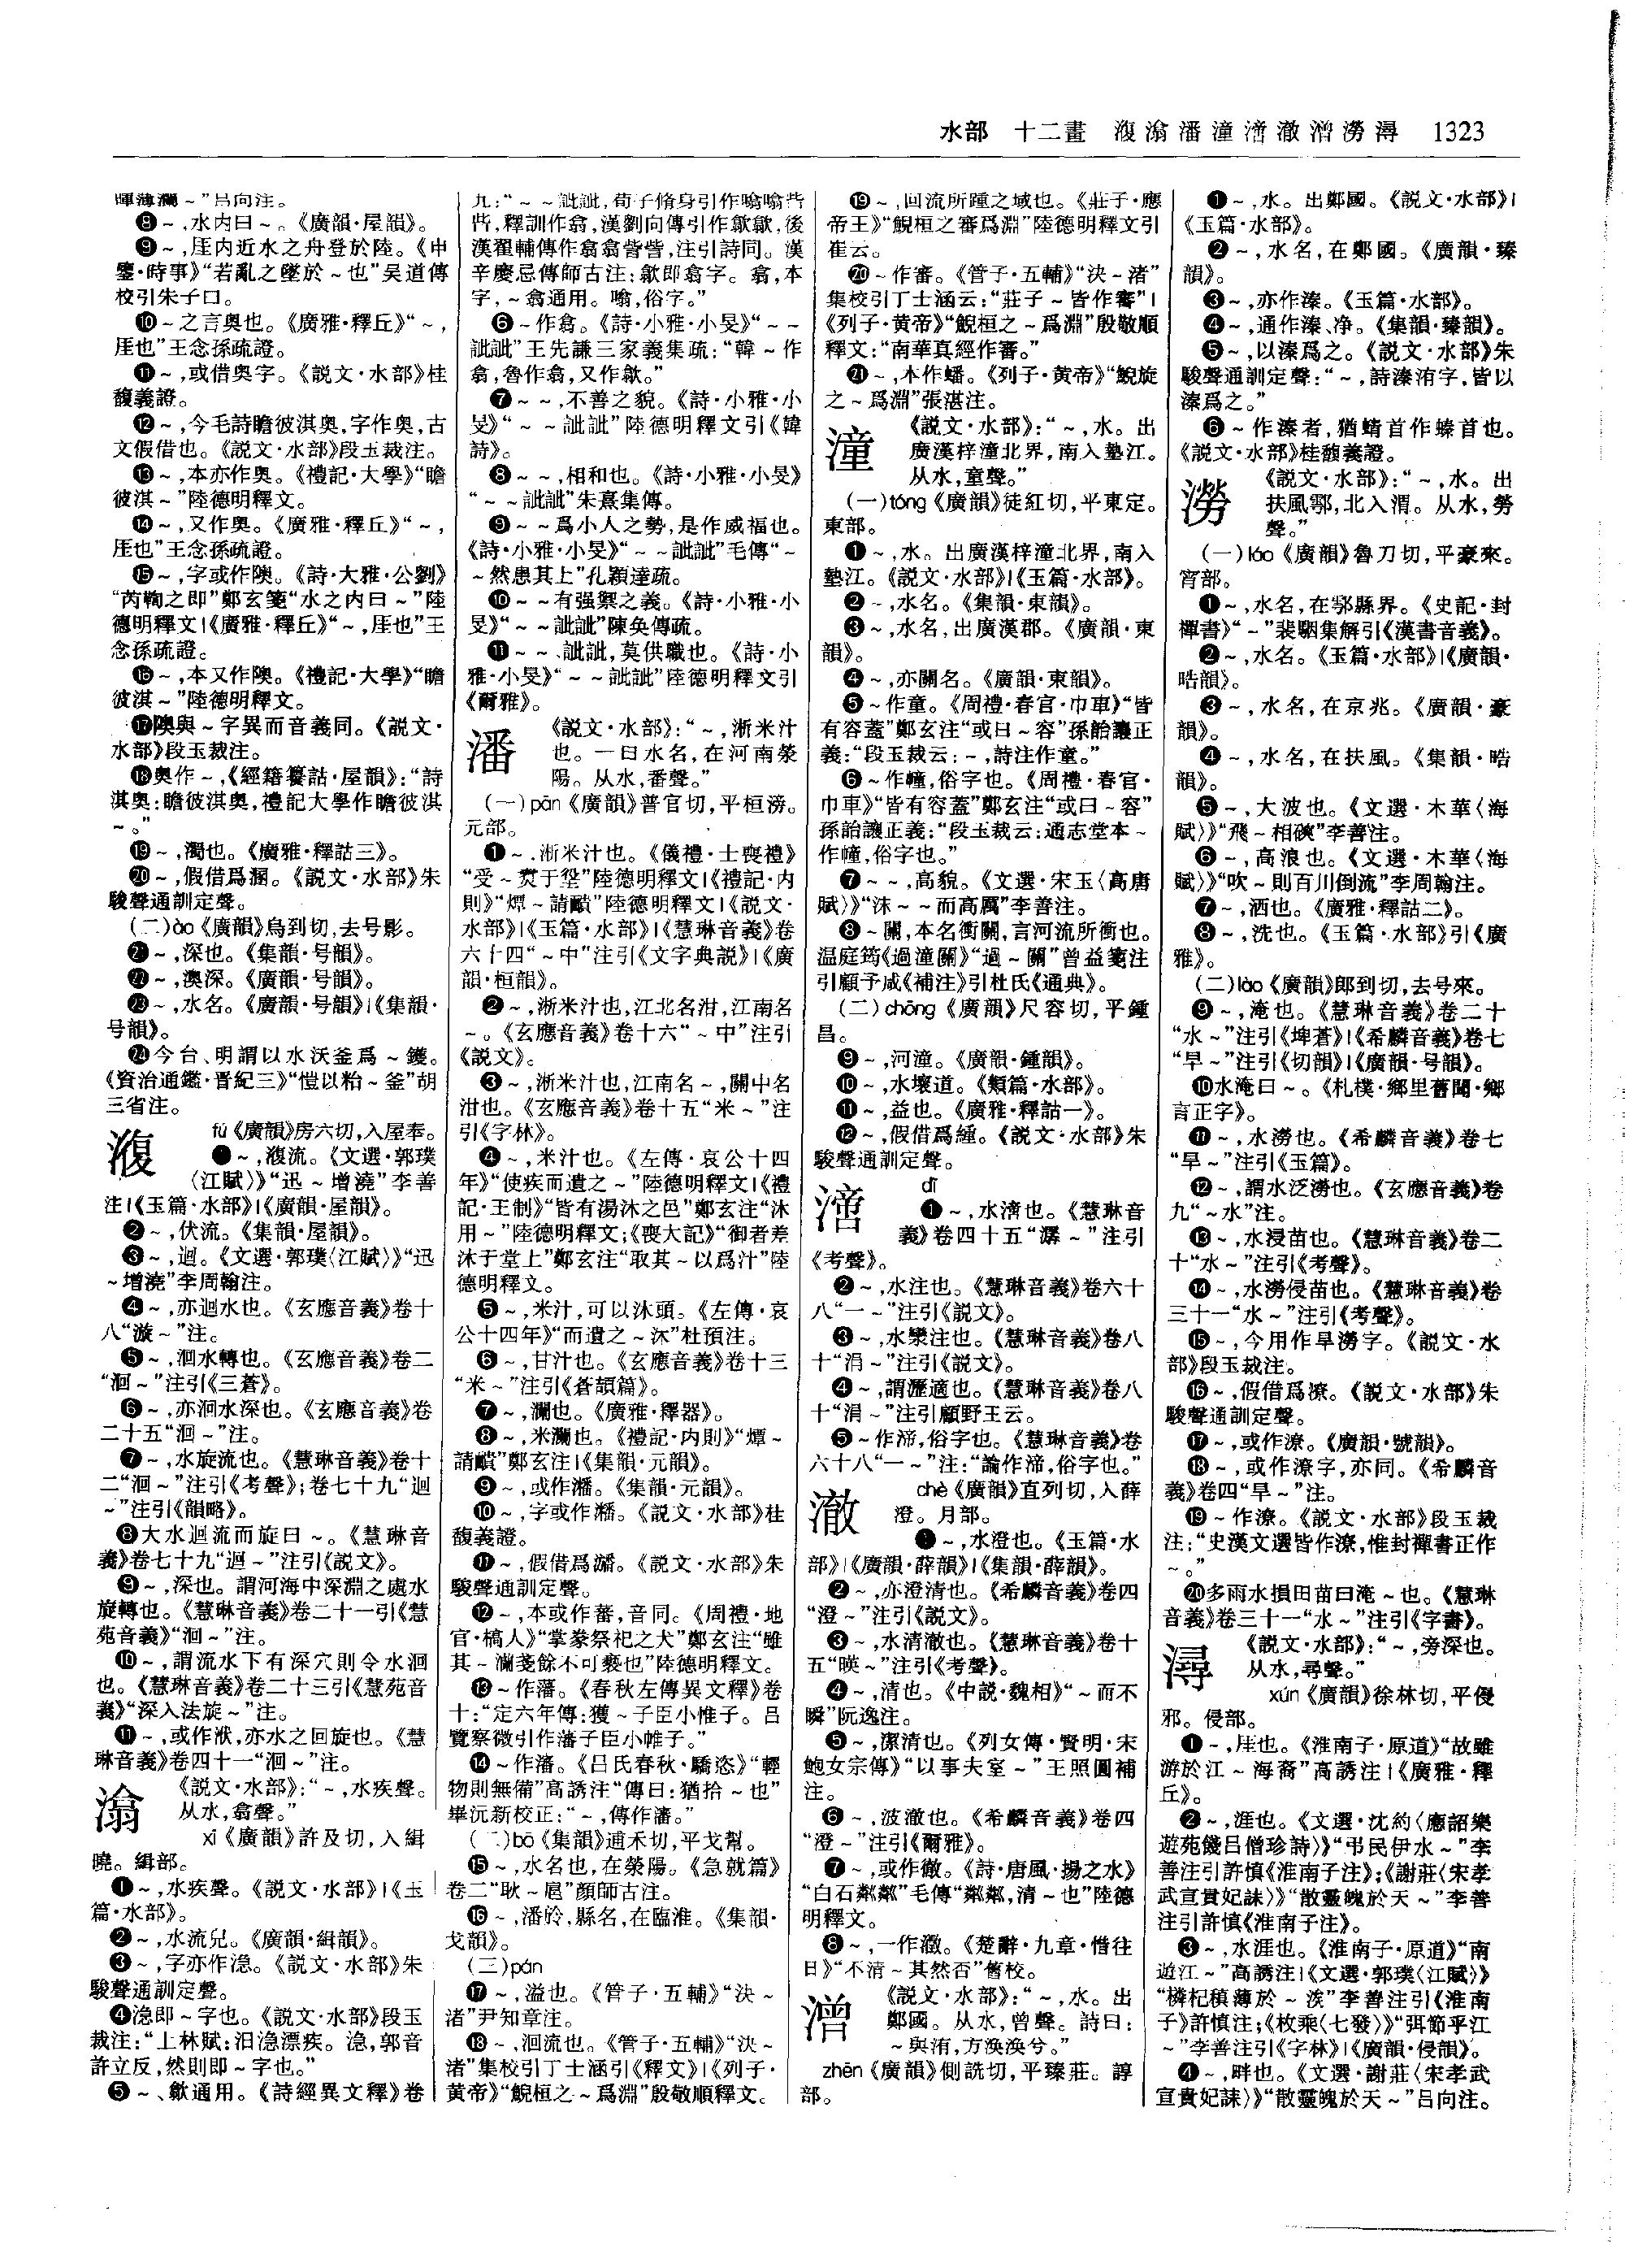 水部　十二畫　澓潝潘潼渧澈潧澇潯　1323
暉薄瀾～”呂向注。
❽～,水内曰～。《廣韻·屋韻》。
❾～,厓内近水之舟登於陸。《申
鑒·時事》“若亂之墜於～也”吴道傳
校引朱子曰。
❿～之言奥也。《廣雅·釋丘》“～,
厓也”王念孫疏證。
⓫～,或借奥字。《説文·水部》桂
馥義證。
⓬～,今毛詩瞻彼淇奥,字作奥,古
文假借也。《説文·水部》段玉裁注。
⓭～,本亦作奥。《禮記·大學》“瞻
彼淇～”陸德明釋文。
⓮～,又作奥。《廣雅·釋丘》“～,
厓也”王念孫疏證。
⓯～,字或作隩。《詩·大雅·公劉》
“芮鞫之即”鄭玄箋“水之内曰～”陸
德明釋文|《廣雅·釋丘》“～,厓也”王
念孫疏證。
⓰～,本又作隩。《禮記·大學》“瞻
彼淇～”陸德明釋文。
⓱隩與～字異而音義同。《説文·
水部》段玉裁注。
⓲奥作～,《經籍籑詁·屋韻》：“詩
淇奥：瞻彼淇奥,禮記大學作瞻彼淇
～。”
⓳～,濁也。《廣雅·釋詁三》。
⓴～,假借爲涃。《説文·水部》朱
駿聲通訓定聲。
(二)ào《廣韻》烏到切,去号影。
㉑～,深也。《集韻·号韻》。
㉒～,澳深。《廣韻·号韻》。
㉓～,水名。《廣韻·号韻》|《集韻·
号韻》。
㉔今台、明謂以水沃釜爲～鑊。
《資治通鑑·晋紀三》“愷以粭～釜”胡
三省注。
澓　fú《廣韻》房六切,入屋奉。
❶～,澓流。《文選·郭璞
〈江賦〉》“迅～增澆”李善
注|《玉篇·水部》|《廣韻·屋韻》。
❷～,伏流。《集韻·屋韻》。
❸～,迴。《文選·郭璞〈江賦〉》“迅
～增澆”李周翰注。
❹～,亦迴水也。《玄應音義》卷十
八“漩～”注。
❺～,洄水轉也。《玄應音義》卷二
“洄～”注引《三蒼》。
❻～,亦洄水深也。《玄應音義》卷
二十五“洄～”注。
❼～,水旋流也。《慧琳音義》卷十
二“洄～”注引《考聲》；卷七十九“迴
～”注引《韻略》。
❽大水迴流而旋曰～。《慧琳音
義》卷七十九“迴～”注引《説文》。
❾～,深也。謂河海中深淵之處水
旋轉也。《慧琳音義》卷二十一引《慧
苑音義》“洄～”注。
❿～,謂流水下有深穴則令水洄
也。《慧琳音義》卷二十三引《慧苑音
義》“深入法旋～”注。
⓫～,或作洑,亦水之回旋也。《慧
琳音義》卷四十一“洄～”注。
潝　《説文·水部》：“～,水疾聲。
从水,翕聲。”
xì《廣韻》許及切,入緝
曉。緝部。
❶～,水疾聲。《説文·水部》|《玉
篇·水部》。
❷～,水流皃。《廣韻·緝韻》。
❸～,字亦作㴔。《説文·水部》朱
駿聲通訓定聲。
❹㴔即～字也。《説文·水部》段玉
裁注：“上林賦：汨㴔漂疾。㴔,郭音
許立反,然則即～字也。”
❺～、歙通用。《詩經異文釋》卷
九：“～～訿訿,荀子脩身引作噏噏呰
呰,釋訓作翕,漢劉向傳引作歙歙,後
漢翟輔傳作翕翕訾訾,注引詩同。漢
辛慶忌傳師古注：歙即翕字。翕,本
字,～翕通用。噏,俗字。”
❻～作翕。《詩·小雅·小旻》“～～
訿訿”王先謙三家義集疏：“韓～作
翕,魯作翕,又作歙。”
❼～～,不善之貌。《詩·小雅·小
旻》“～～訿訿”陸德明釋文引《韓
詩》。
❽～～,相和也。《詩·小雅·小旻》
“～～訿訿”朱熹集傳。
❾～～爲小人之勢,是作威福也。
《詩·小雅·小旻》“～～訿訿”毛傳“～
～然患其上”孔穎達疏。
❿～～有强禦之義。《詩·小雅·小
旻》“～～訿訿”陳奂傳疏。
⓫～～、訿訿,莫供職也。《詩·小
雅·小旻》“～～訿訿”陸德明釋文引
《爾雅》。
潘　《説文·水部》：“～,淅米汁
也。一曰水名,在河南滎
陽。从水,番聲。”
(一)pān《廣韻》普官切,平桓滂。
元部。
❶～,淅米汁也。《儀禮·士喪禮》
“受～煑于垼”陸德明釋文|《禮記·内
則》“燂～請靧”陸德明釋文|《説文·
水部》|《玉篇·水部》|《慧琳音義》卷
六十四“～中”注引《文字典説》|《廣
韻·桓韻》。
❷～,淅米汁也,江北名泔,江南名
～。《玄應音義》卷十六“～中”注引
《説文》。
❸～,淅米汁也,江南名～,關中名
泔也。《玄應音義》卷十五“米～”注
引《字林》。
❹～,米汁也。《左傳·哀公十四
年》“使疾而遺之～”陸德明釋文|《禮
記·王制》“皆有湯沐之邑”鄭玄注“沐
用～”陸德明釋文；《喪大記》“御者差
沐于堂上”鄭玄注“取其～以爲汁”陸
德明釋文。
❺～,米汁,可以沐頭。《左傳·哀
公十四年》“而遺之～沐”杜預注。
❻～,甘汁也。《玄應音義》卷十三
“米～”注引《蒼頡篇》。
❼～,瀾也。《廣雅·釋器》。
❽～,米瀾也。《禮記·内則》“燂～
請靧”鄭玄注|《集韻·元韻》。
❾～,或作㶄。《集韻·元韻》。
❿～,字或作㶄。《説文·水部》桂
馥義證。
⓫～,假借爲㶄。《説文·水部》朱
駿聲通訓定聲。
⓬～,本或作蕃,音同。《周禮·地
官·槁人》“掌豢祭祀之犬”鄭玄注“雖
其～灡戔餘不可褻也”陸德明釋文。
⓭～作藩。《春秋左傳異文釋》卷
十：“定六年傳：獲～子臣小惟子。吕
覽察微引作藩子臣小帷子。”
⓮～作藩。《吕氏春秋·驕恣》“輕
物則無備”高誘注“傳曰：猶拾～也”
畢沅新校正：“～,傳作瀋。”
(二)bō《集韻》逋禾切,平戈幫。
⓯～,水名也,在滎陽。《急就篇》
卷二“耿～扈”顔師古注。
⓰～,潘旍,縣名,在臨淮。《集韻·
戈韻》。
(三)pán
⓱～,溢也。《管子·五輔》“決～
渚”尹知章注。
⓲～,洄流也。《管子·五輔》“決～
渚”集校引丁士涵引《釋文》|《列子·
黄帝》“鯢桓之～爲淵”殷敬順釋文。
⓳～,回流所踵之域也。《莊子·應
帝王》“鯢桓之審爲淵”陸德明釋文引
崔云。
⓴～作審。《管子·五輔》“決～渚”
集校引丁士涵云：“莊子～皆作審”|
《列子·黄帝》“鯢桓之～爲淵”殷敬順
釋文：“南華真經作審。”
㉑～,本作蟠。《列子·黄帝》“鯢旋
之～爲淵”張湛注。
潼　《説文·水部》：“～,水。出
廣漢梓潼北界,南入墊江。
从水,童聲。”
(一)tóng《廣韻》徒紅切,平東定。
東部。
❶～,水。出廣漢梓潼北界,南入
墊江。《説文·水部》|《玉篇·水部》。
❷～,水名。《集韻·東韻》。
❸～,水名,出廣漢郡。《廣韻·東
韻》。
❹～,亦關名。《廣韻·東韻》。
❺～作童。《周禮·春官·巾車》“皆
有容蓋”鄭玄注“或曰～容”孫詒讓正
義：“段玉裁云：～,詩注作童。”
❻～作幢,俗字也。《周禮·春官·
巾車》“皆有容蓋”鄭玄注“或曰～容”
孫詒讓正義：“段玉裁云：通志堂本～
作幢,俗字也。”
❼～～,高貌。《文選·宋玉〈高唐
賦〉》“沫～～而高厲”李善注。
❽～關,本名衝關,言河流所衝也。
温庭筠《過潼關》“過～關”曾益箋注
引顧予咸《補注》引杜氏《通典》。
(二)chōng《廣韻》尺容切,平鍾
昌。
❾～,河潼。《廣韻·鍾韻》。
❿～,水壞道。《類篇·水部》。
⓫～,益也。《廣雅·釋詁一》。
⓬～,假借爲緟。《説文·水部》朱
駿聲通訓定聲。
dī
❶～,水渧也。《慧琳音
義》卷四十五“潺～”注引
《考聲》。
❷～,水注也。《慧琳音義》卷六十
八“一～”注引《説文》。
❸～,水欒注也。《慧琳音義》卷八
十“涓～”注引《説文》。
❹～,謂瀝適也。《慧琳音義》卷八
十“涓～”注引顧野王云。
❺～作渧,俗字也。《慧琳音義》卷
六十八“一～”注：“論作渧,俗字也。”
澈　chè《廣韻》直列切,入薛
澄。月部。
❶～,水澄也。《玉篇·水
部》|《廣韻·薛韻》|《集韻·薛韻》。
❷～,亦澄清也。《希麟音義》卷四
“澄～”注引《説文》。
❸～,水清澈也。《慧琳音義》卷十
五“暎～”注引《考聲》。
❹～,清也。《中説·魏相》“～而不
瞬”阮逸注。
❺～,潔清也。《列女傳·賢明·宋
鮑女宗傳》“以事夫室～”王照圓補
注。
❻～,波澈也。《希麟音義》卷四
“澄～”注引《爾雅》。
❼～,或作徹。《詩·唐風·揚之水》
“白石粼粼”毛傳“粼粼,清～也”陸德
明釋文。
❽～,一作澂。《楚辭·九章·惜往
日》“不清～其然否”舊校。
潧　《説文·水部》：“～,水。出
鄭國。从水,曾聲。詩曰：
～與洧,方涣涣兮。”
zhēn《廣韻》側詵切,平臻莊。諄
部。
❶～,水。出鄭國。《説文·水部》|
《玉篇·水部》。
❷～,水名,在鄭國。《廣韻·臻
韻》。
❸～,亦作溱。《玉篇·水部》。
❹～,通作溱、净。《集韻·臻韻》。
❺～,以溱爲之。《説文·水部》朱
駿聲通訓定聲：“～,詩溱洧字,皆以
溱爲之。”
❻～作溱者,猶蜻首作螓首也。
《説文·水部》桂馥義證。
澇　《説文·水部》：“～,水。出
扶風鄠,北入渭。从水,勞
聲。”
(一)láo《廣韻》魯刀切,平豪來。
宵部。
❶～,水名,在鄠縣界。《史記·封
禪書》“～”裴駰集解引《漢書音義》。
❷～,水名。《玉篇·水部》|《廣韻·
晧韻》。
❸～,水名,在京兆。《廣韻·豪
韻》。
❹～,水名,在扶風。《集韻·晧
韻》。
❺～,大波也。《文選·木華〈海
賦〉》“飛～相磢”李善注。
❻～,高浪也。《文選·木華〈海
賦〉》“吹～則百川倒流”李周翰注。
❼～,洒也。《廣雅·釋詁二》。
❽～,洗也。《玉篇·水部》引《廣
雅》。
(二)lào《廣韻》郎到切,去号來。
❾～,淹也。《慧琳音義》卷二十
“水～”注引《埤蒼》|《希麟音義》卷七
“旱～”注引《切韻》|《廣韻·号韻》。
❿水淹曰～。《札樸·鄉里舊聞·鄉
言正字》。
⓫～,水澇也。《希麟音義》卷七
“旱～”注引《玉篇》。
⓬～,謂水泛澇也。《玄應音義》卷
九“～水”注。
⓭～,水浸苗也。《慧琳音義》卷二
十“水～”注引《考聲》。
⓮～,水澇侵苗也。《慧琳音義》卷
三十一“水～”注引《考聲》。
⓯～,今用作旱澇字。《説文·水
部》段玉裁注。
⓰～,假借爲潦。《説文·水部》朱
駿聲通訓定聲。
⓱～,或作潦。《廣韻·號韻》。
⓲～,或作潦字,亦同。《希麟音
義》卷四“旱～”注。
⓳～作潦。《説文·水部》段玉裁
注：“史漢文選皆作潦,惟封禪書正作
～。”
⓴多雨水損田苗曰淹～也。《慧琳
音義》卷三十一“水～”注引《字書》。
潯　《説文·水部》：“～,旁深也。
从水,尋聲。”
xún《廣韻》徐林切,平侵
邪。侵部。
❶～,厓也。《淮南子·原道》“故雖
游於江～海裔”高誘注|《廣雅·釋
丘》。
❷～,涯也。《文選·沈約〈應詔樂
遊苑餞吕僧珍詩〉》“弔民伊水～”李
善注引許慎《淮南子注》；《謝莊〈宋孝
武宣貴妃誄〉》“散靈魄於天～”李善
注引許慎《淮南子注》。
❸～,水涯也。《淮南子·原道》“南
遊江～”高誘注|《文選·郭璞〈江賦〉》
“橉杞稹薄於～涘”李善注引《淮南
子》許慎注；《枚乘〈七發〉》“弭節乎江
～”李善注引《字林》|《廣韻·侵韻》。
❹～,畔也。《文選·謝莊〈宋孝武
宣貴妃誄〉》“散靈魄於天～”吕向注。